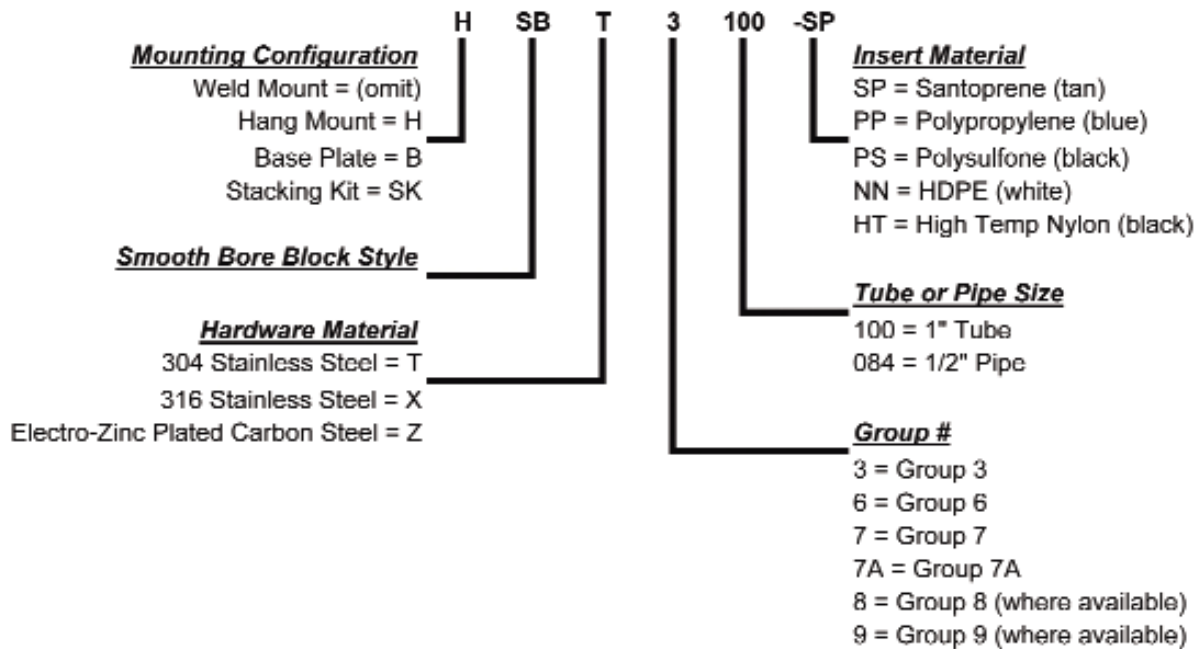 H SB T 3 100 -SP
Mounting Configuration
Weld Mount = (omit)
Hang Mount = H
Base Plate = B
Stacking Kit = SK
Smooth Bore Block Style
Hardware Material
304 Stainless Steel = T
316 Stainless Steel = X
Electro-Zinc Plated Carbon Steel = Z
Insert Material
SP = Santoprene (tan)
PP = Polypropylene (blue)
PS = Polysulfone (black)
NN = HDPE (white)
HT = High Temp Nylon (black)
Tube or Pipe Size
100 = 1" Tube
084 = 1/2" Pipe
Group #
3 = Group 3
6 = Group 6
7 = Group 7
7A = Group 7A
8 = Group 8 (where available)
9 = Group 9 (where available)